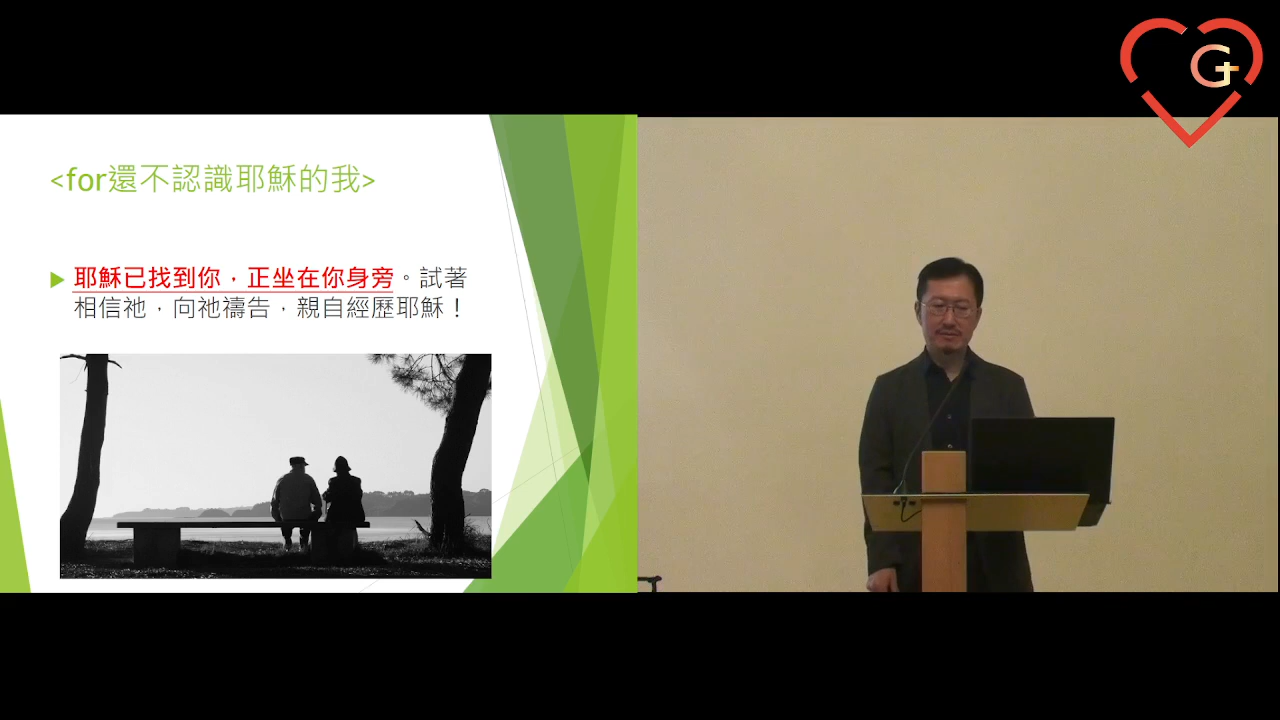 <for還不認識耶穌的我>
耶穌已找到你，正坐在你身旁。試著
相信祂，向祂禱告，親自經歷耶穌！
G